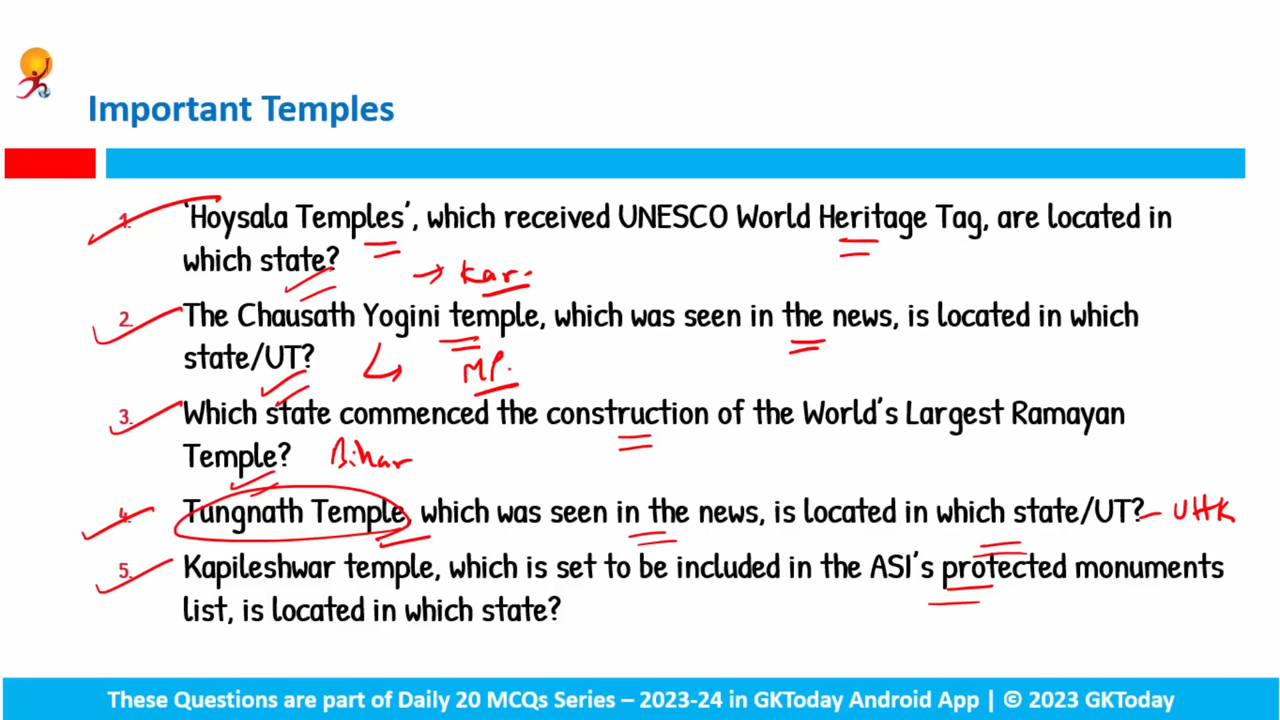 Important Temples
1. ‘Hoysala Temples’, which received UNESCO World Heritage Tag, are located in
which state?
→ Kar.
2. The Chausath Yogini temple, which was seen in the news, is located in which
state/UT?
MP.
3. Which state commenced the construction of the World’s Largest Ramayan
Temple? Bihar
4. Tungnath Temple, which was seen in the news, is located in which state/UT? - UHK
5. Kapileshwar temple, which is set to be included in the ASI’s protected monuments
list, is located in which state?
These Questions are part of Daily 20 MCQs Series – 2023-24 in GKToday Android App | © 2023 GKToday